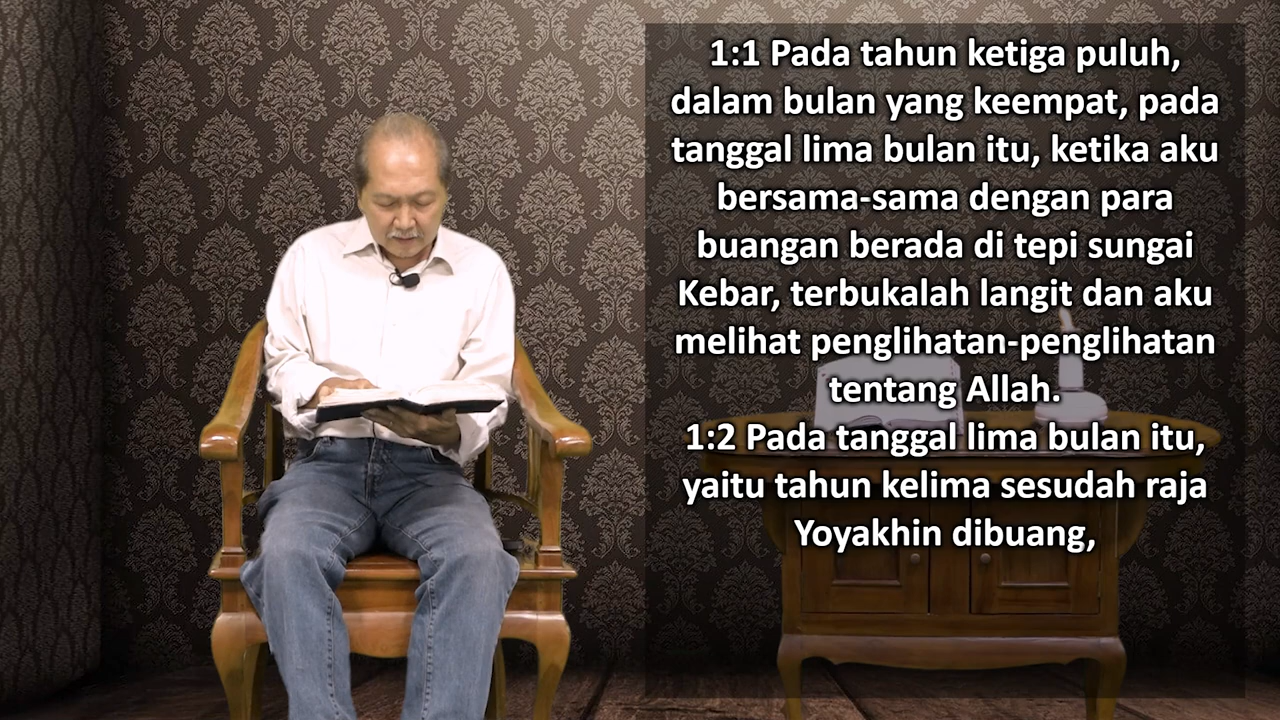 1:1 Pada tahun ketiga puluh,
dalam bulan yang keempat, pada
tanggal lima bulan itu, ketika aku
bersama-sama dengan para
buangan berada di tepi sungai
Kebar, terbukalah langit dan aku
melihat penglihatan-penglihatan
tentang Allah.
1:2 Pada tanggal lima bulan itu,
yaitu tahun kelima sesudah raja
Yoyakhin dibuang,